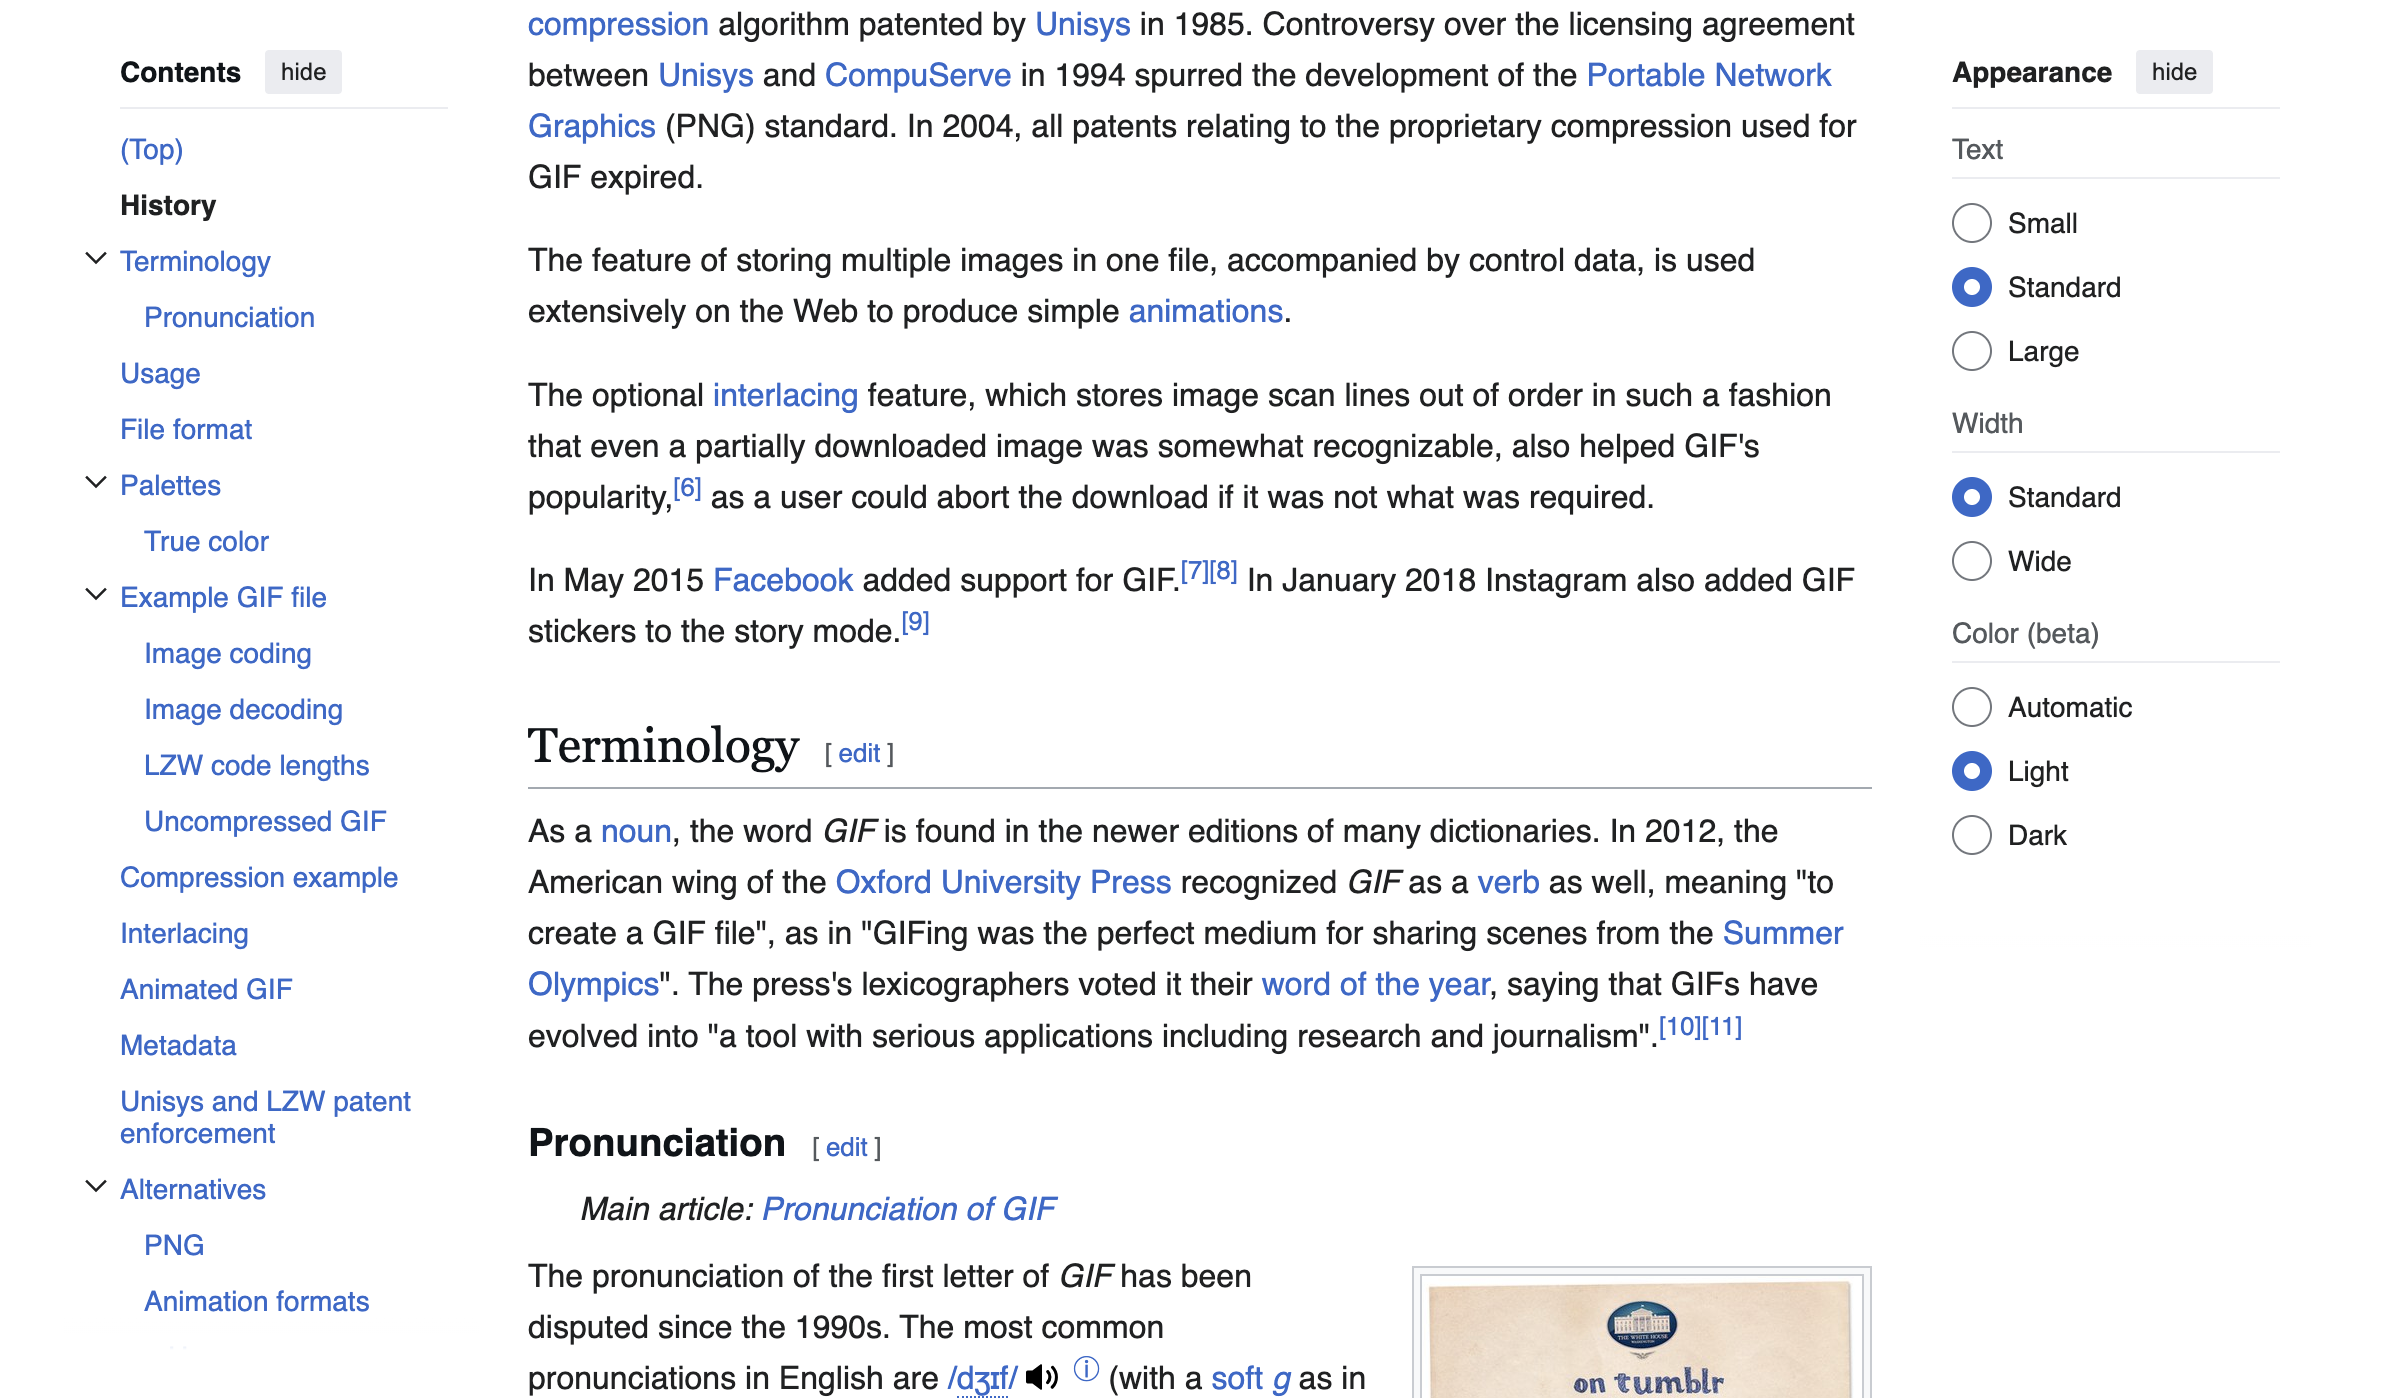 Contents hide
(Top)
History
Terminology
Pronunciation
Usage
File format
Palettes
True color
Example GIF file
Image coding
Image decoding
LZW code lengths
Uncompressed GIF
Compression example
Interlacing
Animated GIF
Metadata
Unisys and LZW patent
enforcement
Alternatives
PNG
Animation formats
compression algorithm patented by Unisys in 1985. Controversy over the licensing agreement
between Unisys and CompuServe in 1994 spurred the development of the Portable Network
Graphics (PNG) standard. In 2004, all patents relating to the proprietary compression used for
GIF expired.
The feature of storing multiple images in one file, accompanied by control data, is used
extensively on the Web to produce simple animations.
The optional interlacing feature, which stores image scan lines out of order in such a fashion
that even a partially downloaded image was somewhat recognizable, also helped GIF's
popularity,[6] as a user could abort the download if it was not what was required.
In May 2015 Facebook added support for GIF.[7][8] In January 2018 Instagram also added GIF
stickers to the story mode.[9]
Terminology [ edit ]
As a noun, the word GIF is found in the newer editions of many dictionaries. In 2012, the
American wing of the Oxford University Press recognized GIF as a verb as well, meaning "to
create a GIF file", as in "GIFing was the perfect medium for sharing scenes from the Summer
Olympics". The press's lexicographers voted it their word of the year, saying that GIFs have
evolved into "a tool with serious applications including research and journalism".[10][11]
Pronunciation [ edit ]
Main article: Pronunciation of GIF
The pronunciation of the first letter of GIF has been
disputed since the 1990s. The most common
pronunciations in English are /dʒɪf/ ⓘ (with a soft g as in
THE WHITE HOUSE
WASHINGTON
on tumblr
Appearance hide
Text
Small
Standard
Large
Width
Standard
Wide
Color (beta)
Automatic
Light
Dark